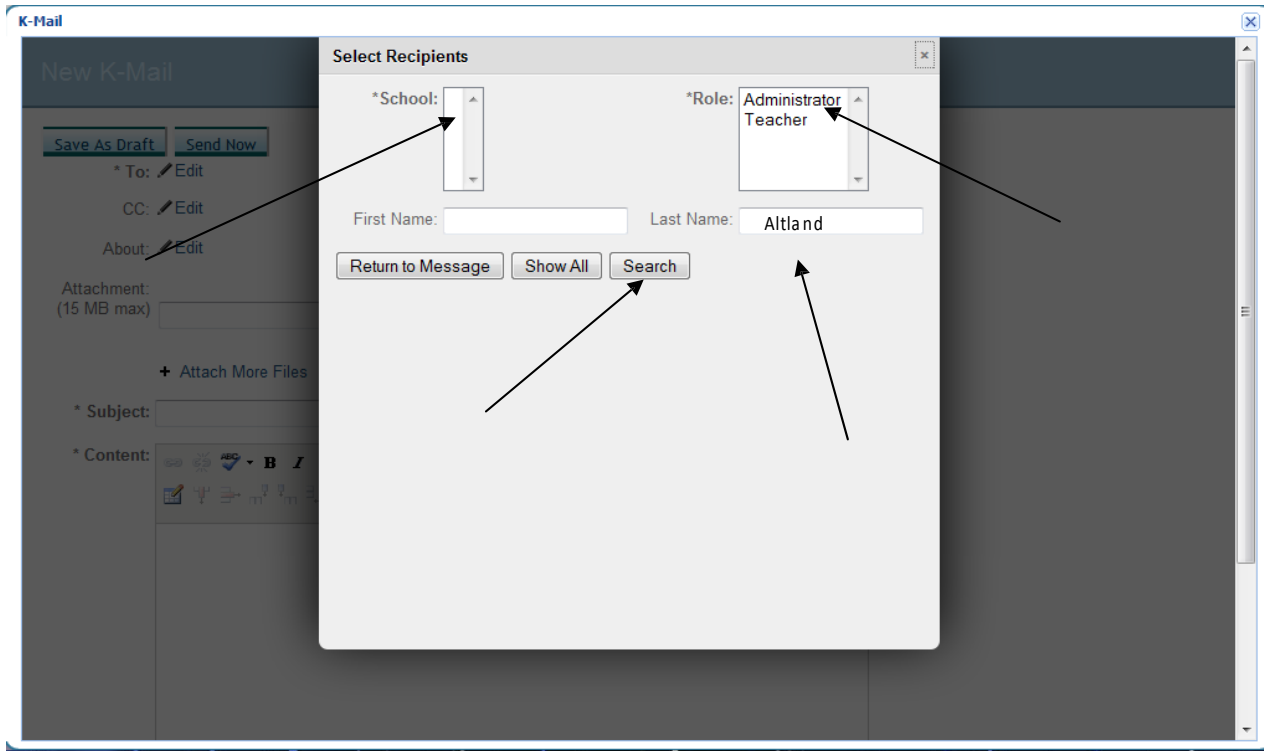 K-Mail
New K-Mail
Save As Draft Send Now
* To: Edit
CC: Edit
About: Edit
Attachment:
(15 MB max)
+ Attach More Files
* Subject:
* Content:
ABC B I
Select Recipients
*School:
*Role: Administrator
Teacher
First Name:
Last Name: Altland
Return to Message Show All Search